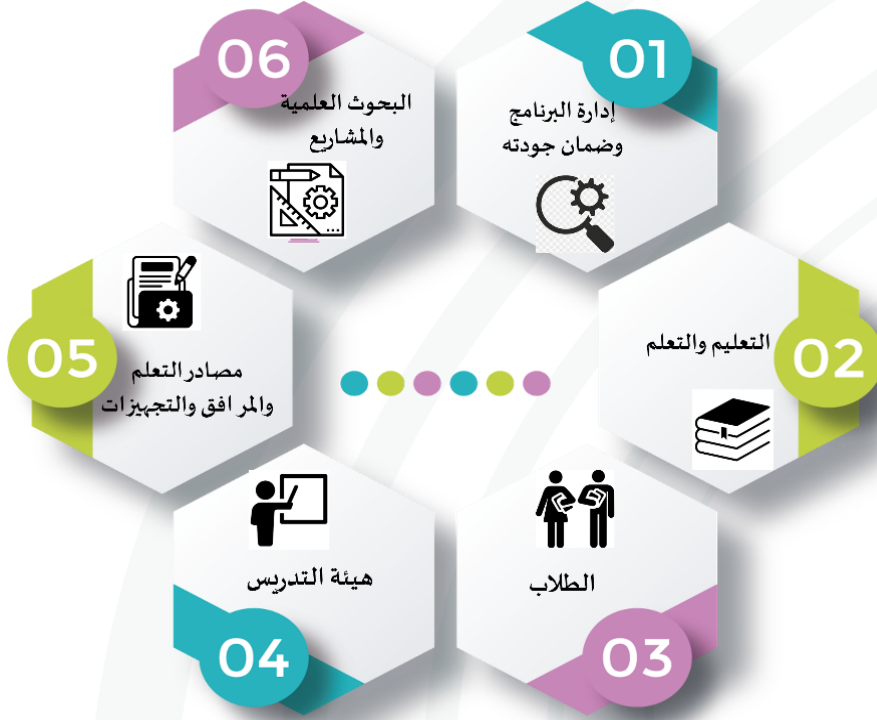 01
إدارة البرنامج
وضمان جودته
02
التعليم والتعلم
03
الطلاب
04
هيئة التدريس
05
مصادر التعلم
والمرافق والتجهيزات
06
البحوث العلمية
والمشاريع